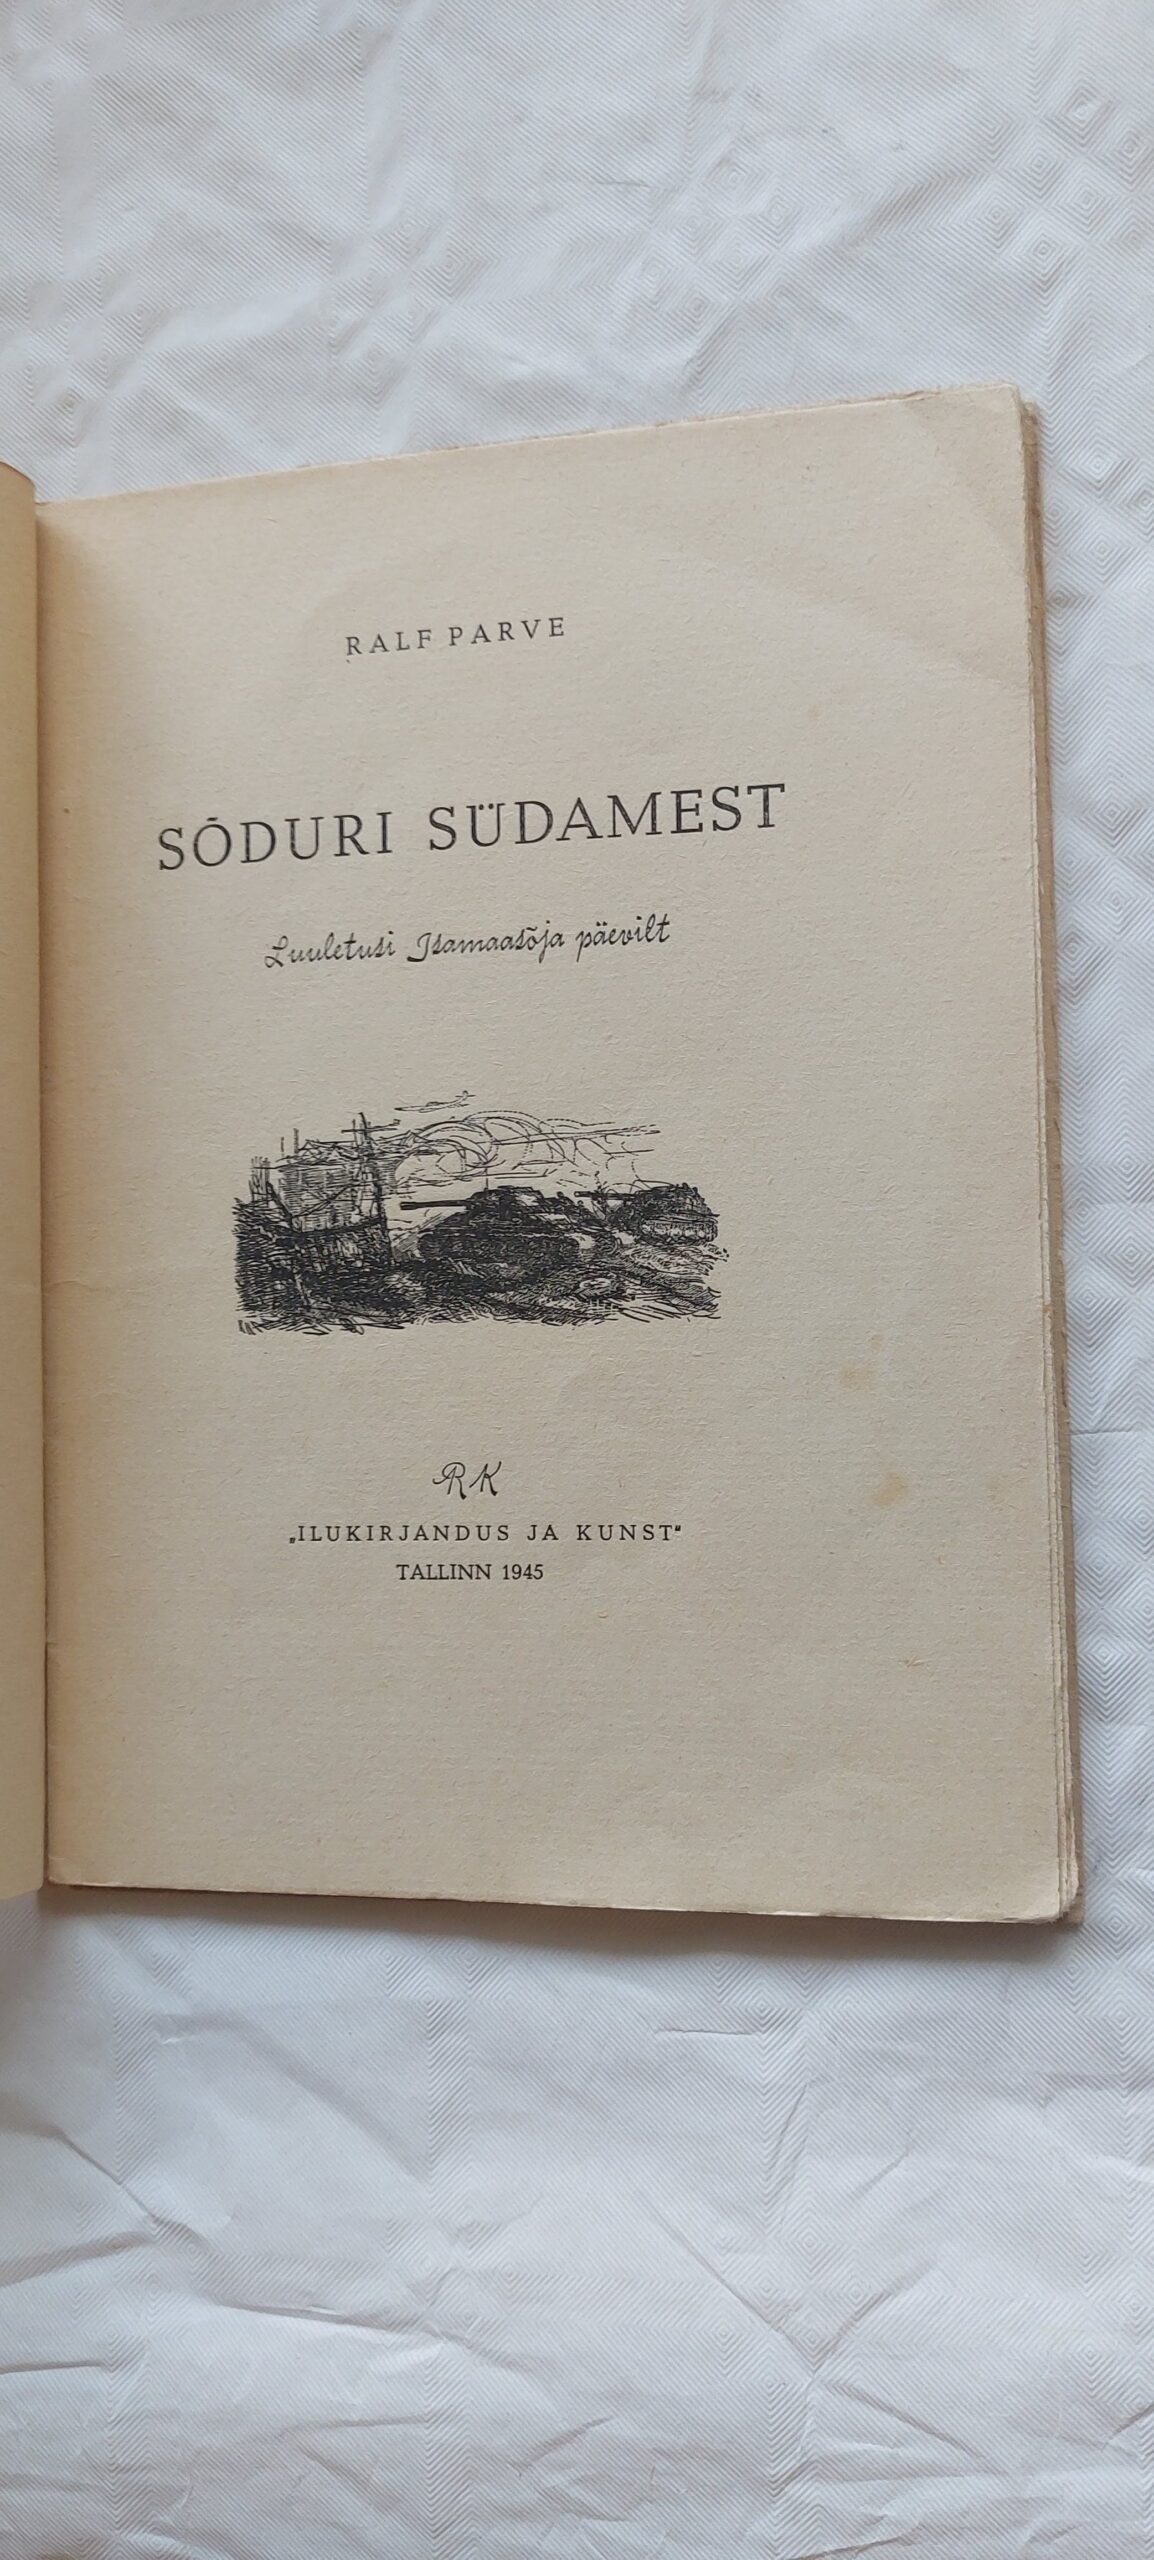 RALF PARVE
SÕDURI SÜDAMEST
Luuletusi Isamaasõja päevilt
RK
„ILUKIRJANDUS JA KUNST“
TALLINN 1945